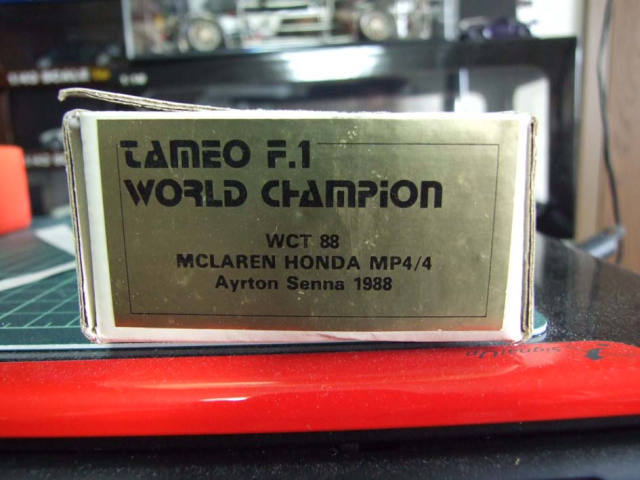 TAMEO F.1
WORLD CHAMPION
WCT 88
MCLAREN HONDA MP4/4
Ayrton Senna 1988